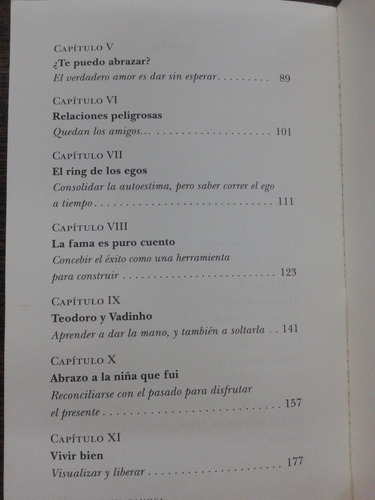 CAPÍTULO V
¿Te puedo abrazar?
El verdadero amor es dar sin esperar. . . . . . . . . 89
CAPÍTULO VI
Relaciones peligrosas
Quedan los amigos… . . . . . . . . . . . . . . . . . . . . 101
CAPÍTULO VII
El ring de los egos
Consolidar la autoestima, pero saber correr el ego
a tiempo. . . . . . . . . . . . . . . . . . . . . . . . . . . . . . 111
CAPÍTULO VIII
La fama es puro cuento
Concebir el éxito como una herramienta
para construir . . . . . . . . . . . . . . . . . . . . . . . . . 123
CAPÍTULO IX
Teodoro y Vadinho
Aprender a dar la mano, y también a soltarla . . 141
CAPÍTULO X
Abrazo a la niña que fui
Reconciliarse con el pasado para disfrutar
el presente . . . . . . . . . . . . . . . . . . . . . . . . . . . . 157
CAPÍTULO XI
Vivir bien
Visualizar y liberar. . . . . . . . . . . . . . . . . . . . . . 177